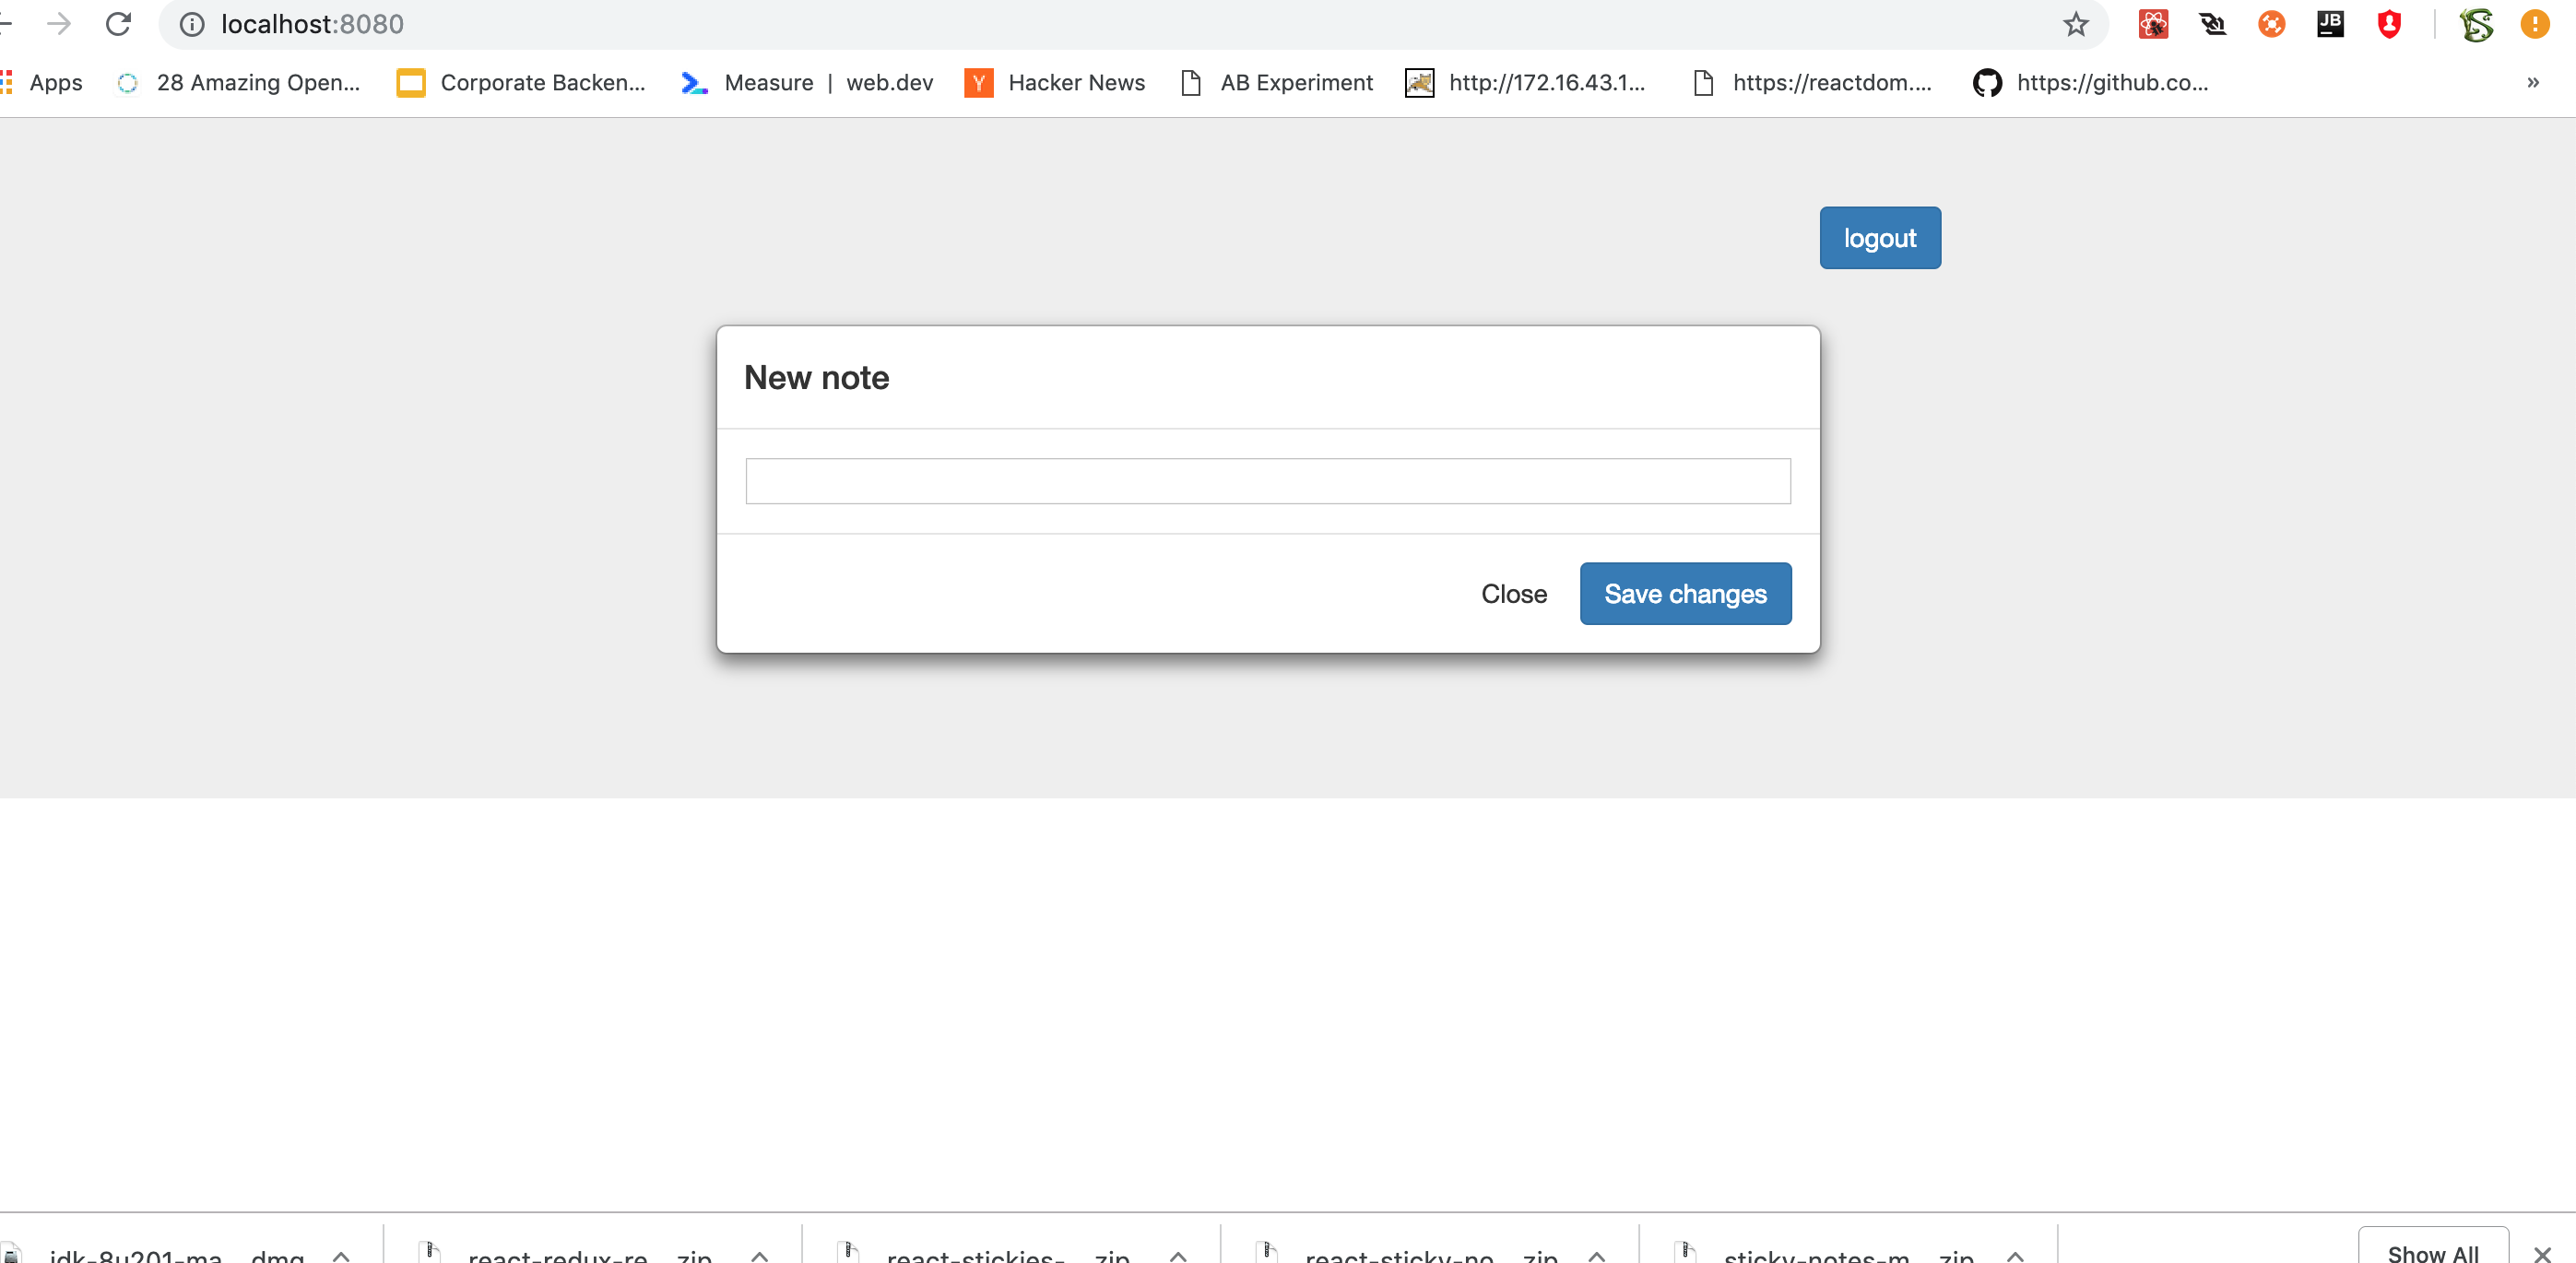 localhost:8080
Apps 28 Amazing Open... Corporate Backen... Measure | web.dev Y Hacker News AB Experiment http://172.16.43.1... https://reactdom.... https://github.co... »
JB
logout
New note
Close Save changes
jdk-8u201-ma....dmg react-redux-re....zip react-stickies-....zip react-sticky-no....zip sticky-notes-m....zip Show All